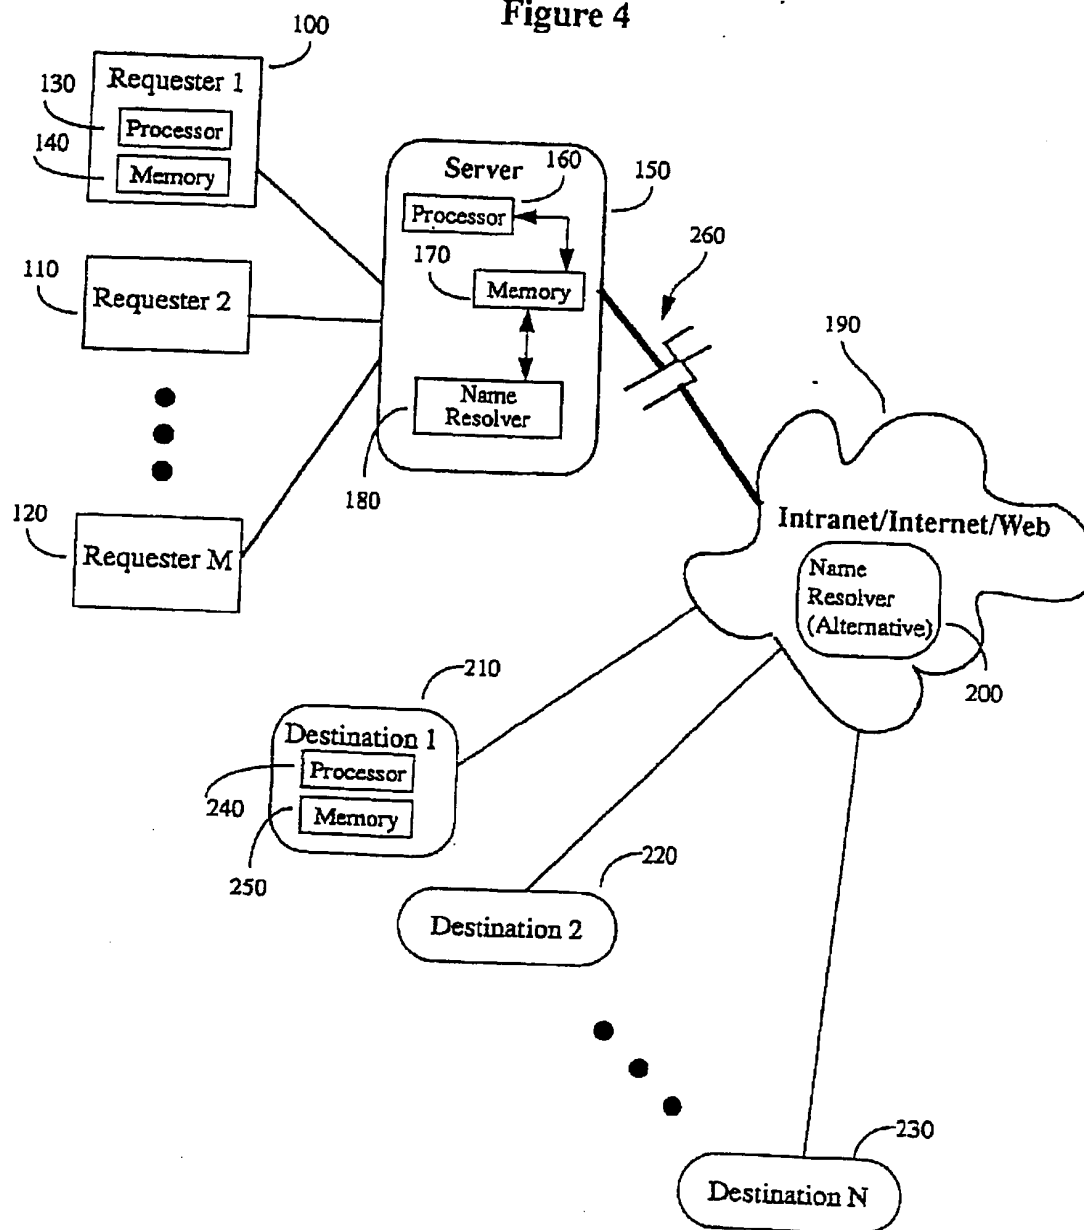 Figure 4
100
Requester 1
130
Processor
140
Memory
Server
160
150
Processor
170
Memory
260
110
Requester 2
190
Name
Resolver
180
120
Requester M
Intranet/Internet/Web
Name
Resolver
(Alternative)
200
210
Destination 1
Processor
240
Memory
250
220
Destination 2
230
Destination N